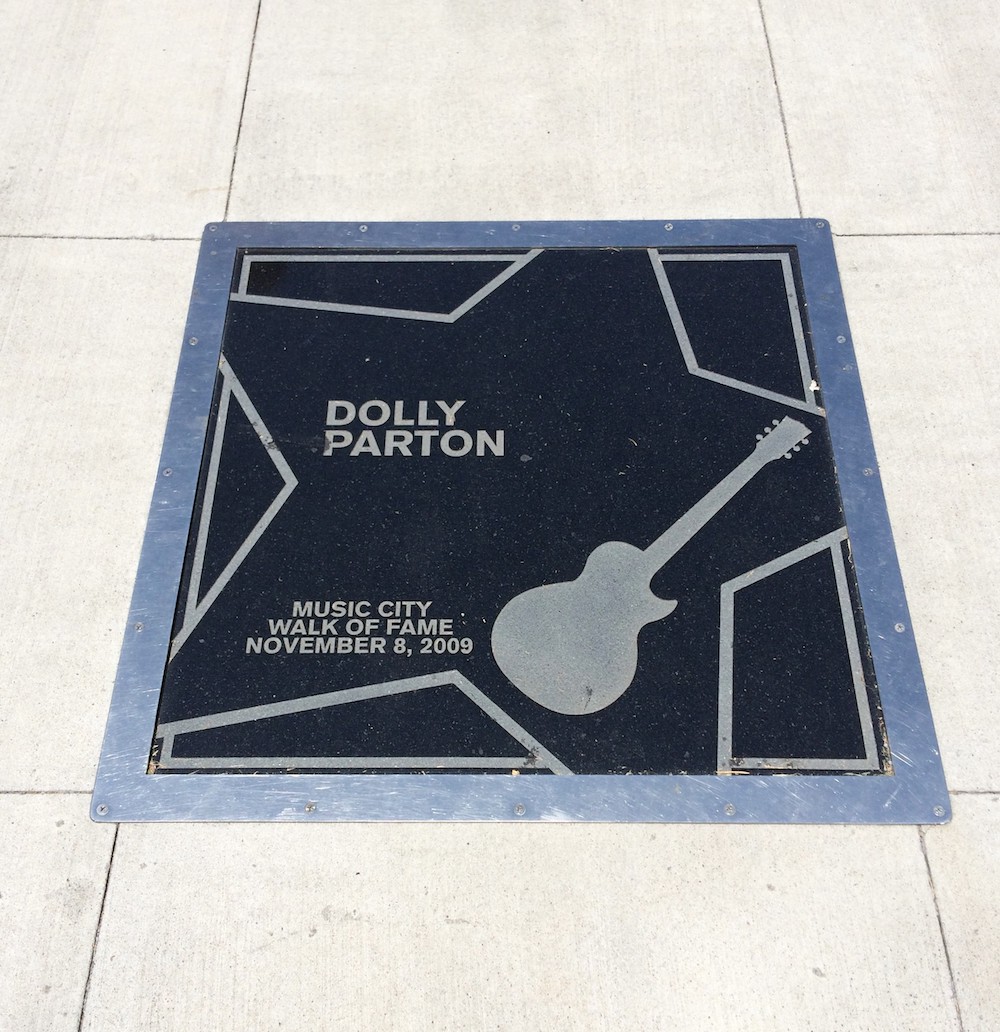 DOLLY
PARTON
MUSIC CITY
WALK OF FAME
NOVEMBER 8, 2009